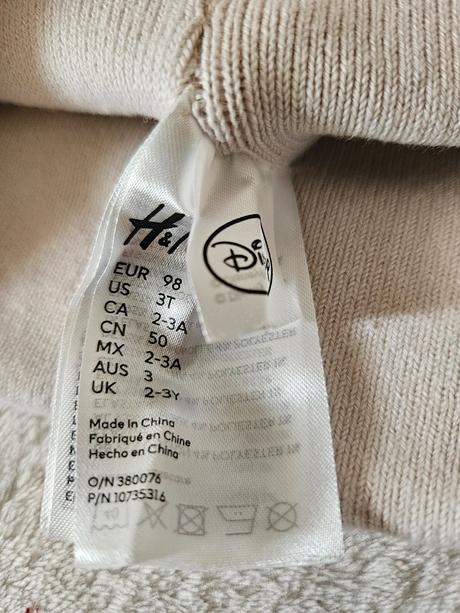 H&M
Disney
EUR 98
US 3T
CA 2-3A
CN 50
MX 2-3A
AUS 3
UK 2-3Y
Made in China
Fabriqué en Chine
Hecho en China
O/N 380076
P/N 10735316